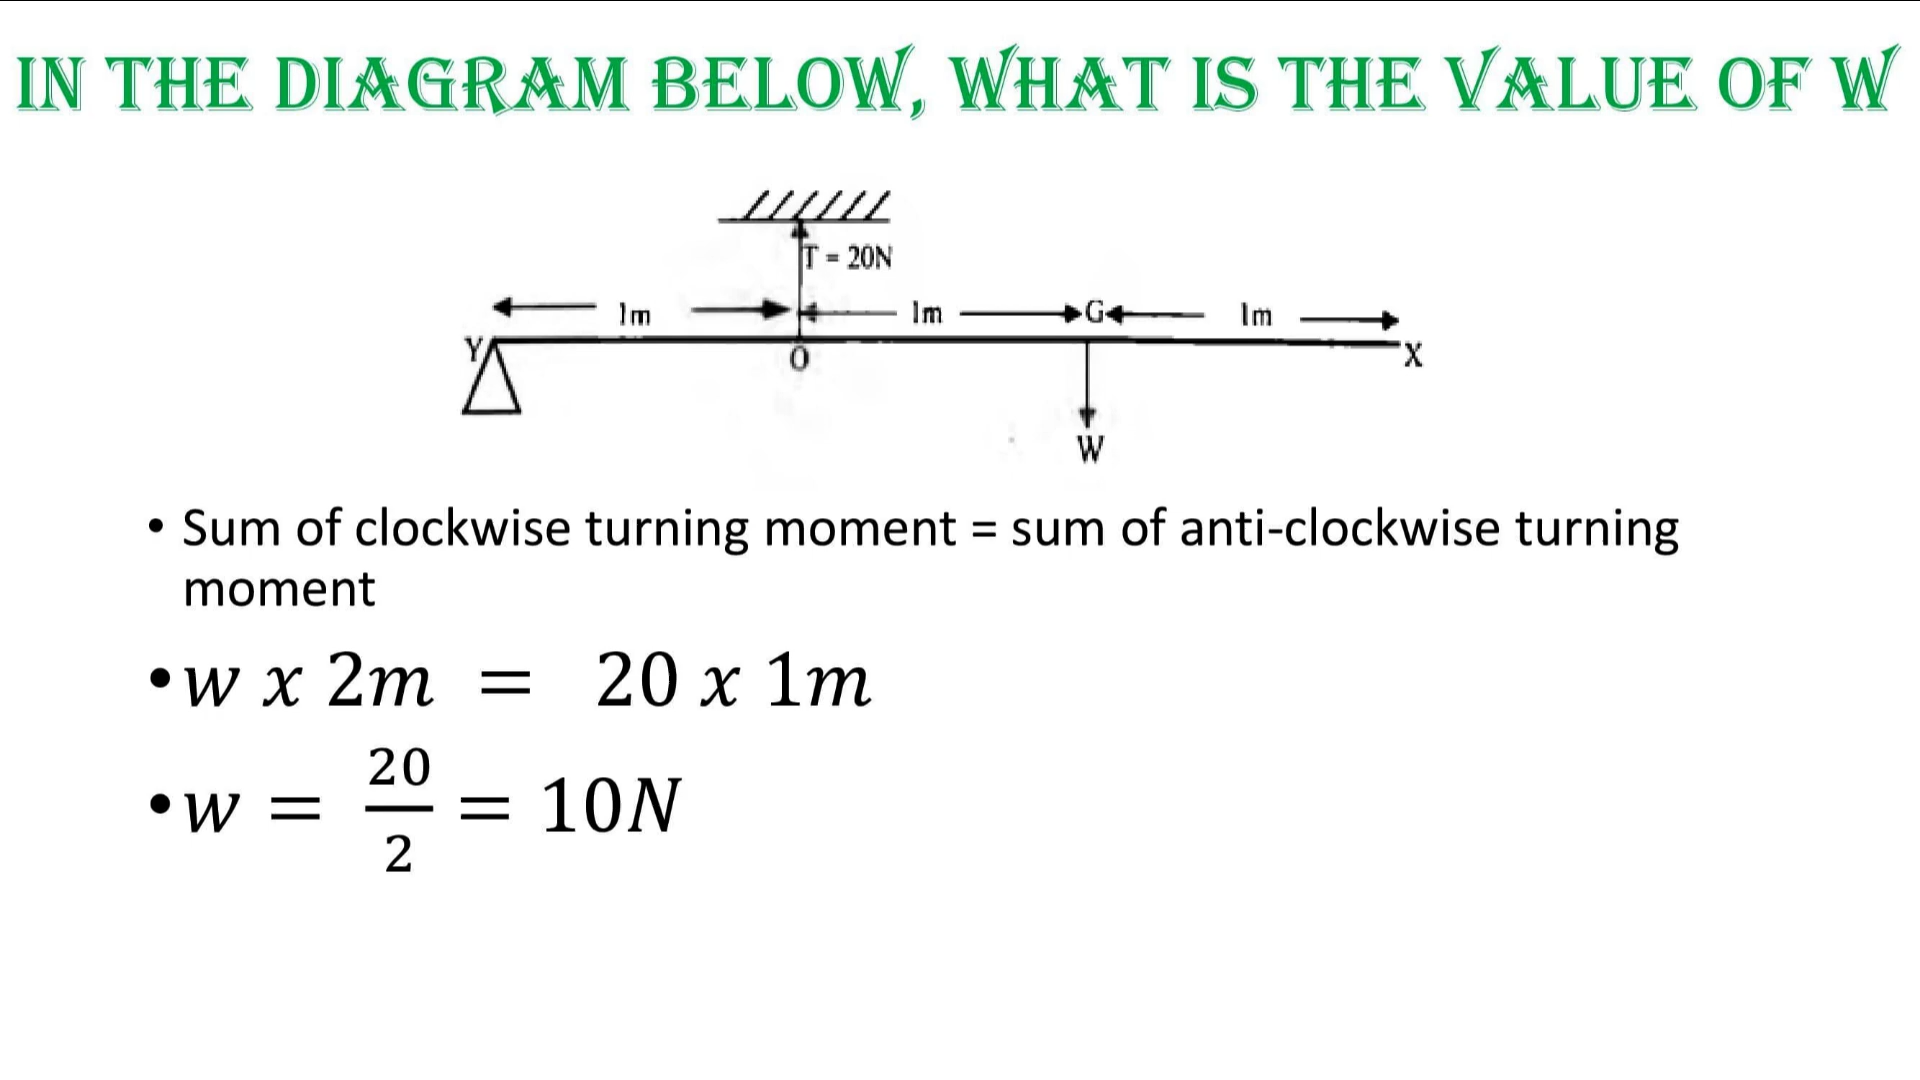 IN THE DIAGRAM BELOW, WHAT IS THE VALUE OF W
T = 20N
1m 1m G 1m
Y O X
W
• Sum of clockwise turning moment = sum of anti-clockwise turning
moment
• w x 2m = 20 x 1m
• w = 20/2 = 10N